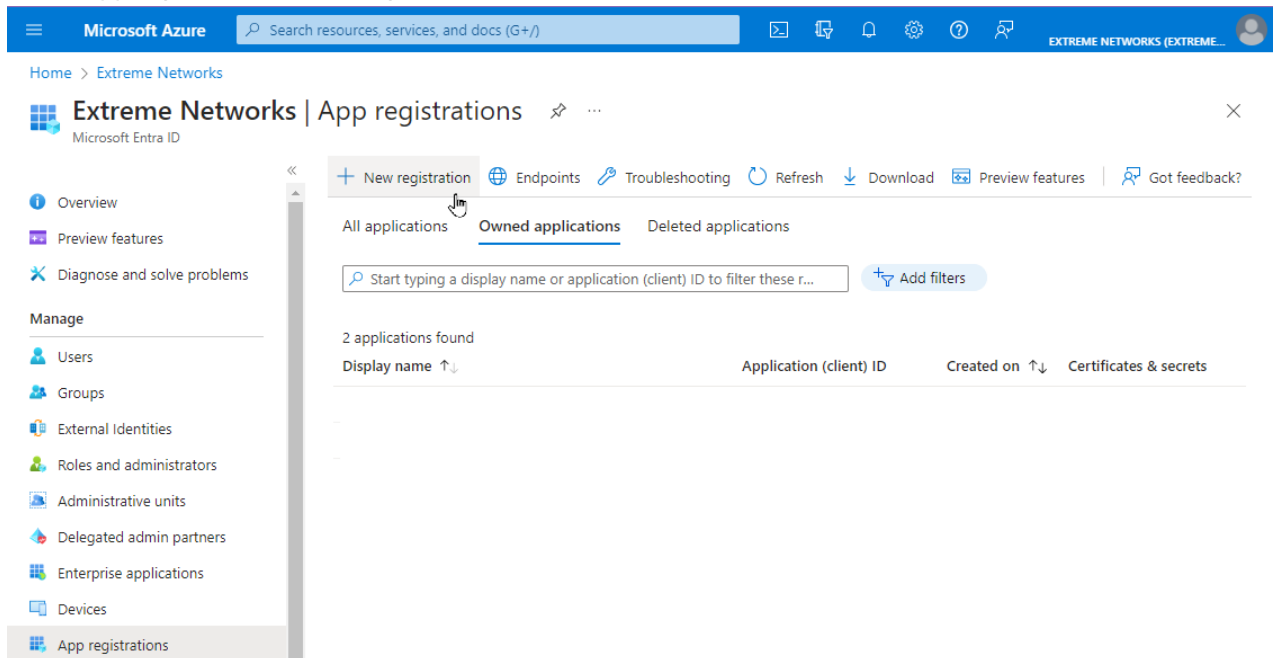 Microsoft Azure
Search resources, services, and docs (G+/)
EXTREME NETWORKS (EXTREME...
Home > Extreme Networks
Extreme Networks | App registrations
Microsoft Entra ID
New registration Endpoints Troubleshooting Refresh Download Preview features Got feedback?
Overview
Preview features
Diagnose and solve problems
Manage
Users
Groups
External Identities
Roles and administrators
Administrative units
Delegated admin partners
Enterprise applications
Devices
App registrations
All applications Owned applications Deleted applications
Start typing a display name or application (client) ID to filter these r...
Add filters
2 applications found
Display name Application (client) ID Created on Certificates & secrets